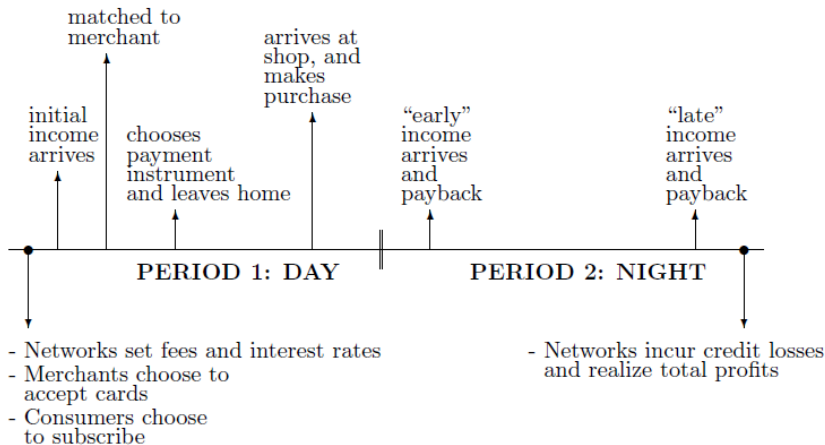 matched to
merchant
arrives at
shop, and
makes
purchase
initial
income
arrives
chooses
payment
instrument
and leaves home
“early”
income
arrives
and
payback
“late”
income
arrives
and
payback
PERIOD 1: DAY
PERIOD 2: NIGHT
- Networks set fees and interest rates
- Merchants choose to
accept cards
- Consumers choose
to subscribe
- Networks incur credit losses
and realize total profits